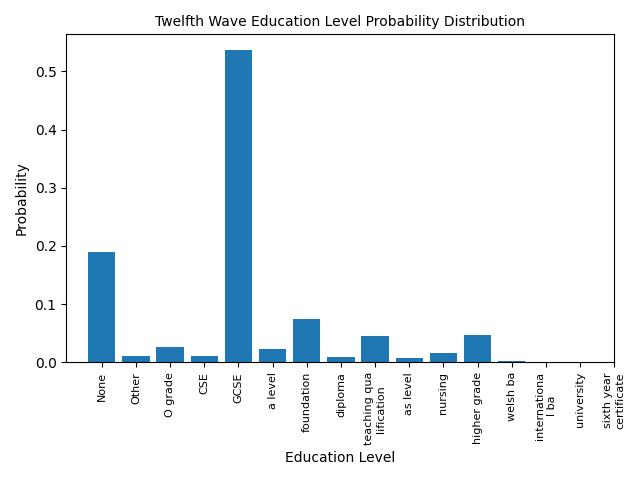 Twelfth Wave Education Level Probability Distribution
Probability
0.5
0.4
0.3
0.2
0.1
0.0
None
Other
O grade
CSE
GCSE
a level
foundation
diploma
teaching qua
lification
as level
nursing
higher grade
welsh ba
internationa
l ba
university
sixth year
certificate
Education Level